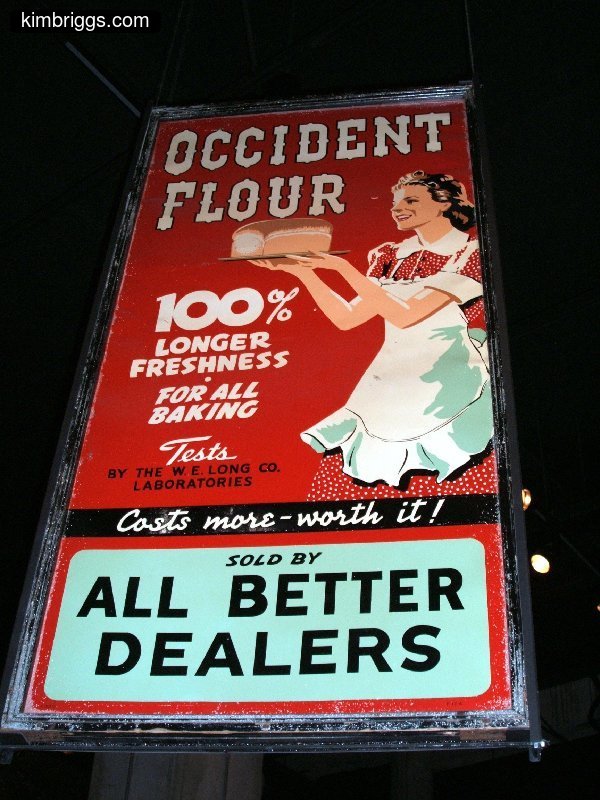 kimbriggs.com
OCCIDENT
FLOUR
100%
LONGER
FRESHNESS
FOR ALL
BAKING
Tests
BY THE W.E. LONG CO.
LABORATORIES
Costs more-worth it!
SOLD BY
ALL BETTER
DEALERS